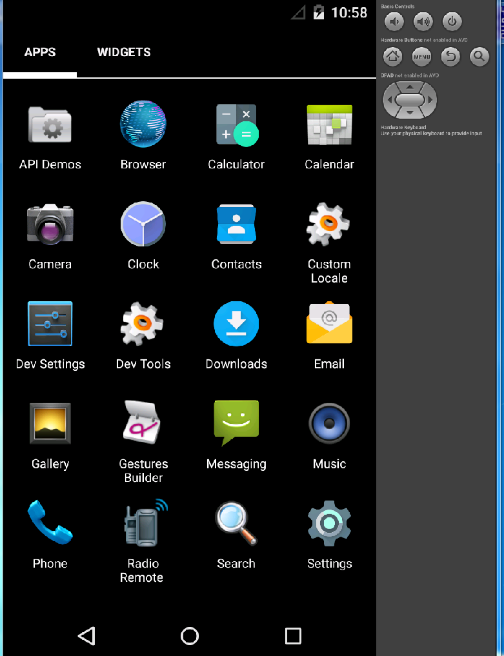 10:58
APPS WIDGETS
API Demos Browser Calculator Calendar
Camera Clock Contacts Custom
Locale
Dev Settings Dev Tools Downloads Email
Gallery Gestures Messaging Music
Builder
Phone Radio Search Settings
Remote
Basic Controls
Hardware Buttons not enabled in AVD
MENU
DPAD not enabled in AVD
Hardware Keyboard
Use your physical keyboard to provide input